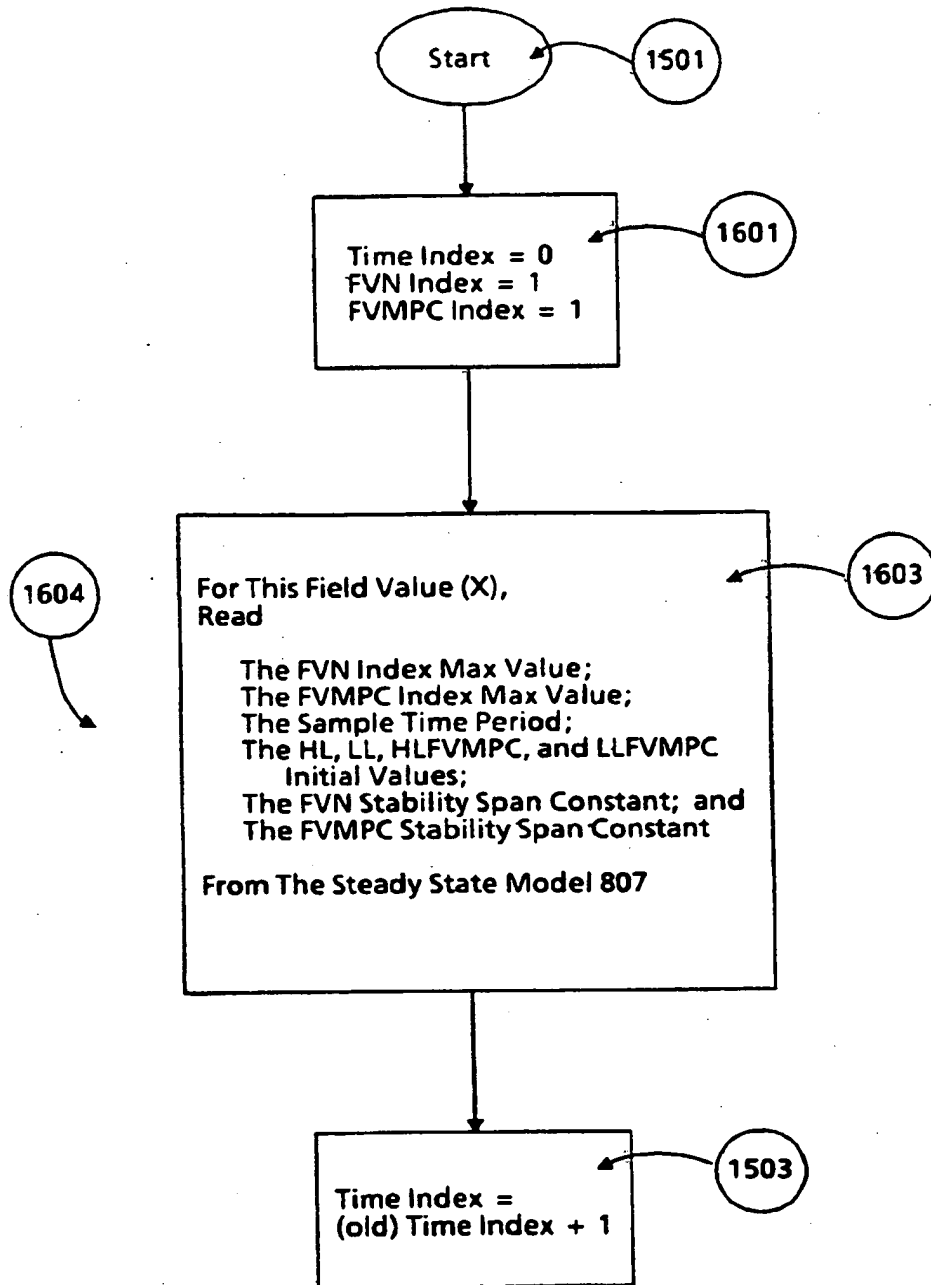 Start
1501
1601
Time Index = 0
FVN Index = 1
FVMPC Index = 1
1604
1603
For This Field Value (X),
Read
The FVN Index Max Value;
The FVMPC Index Max Value;
The Sample Time Period;
The HL, LL, HLFVMPC, and LLFVMPC
Initial Values;
The FVN Stability Span Constant; and
The FVMPC Stability Span Constant
From The Steady State Model 807
1503
Time Index =
(old) Time Index + 1